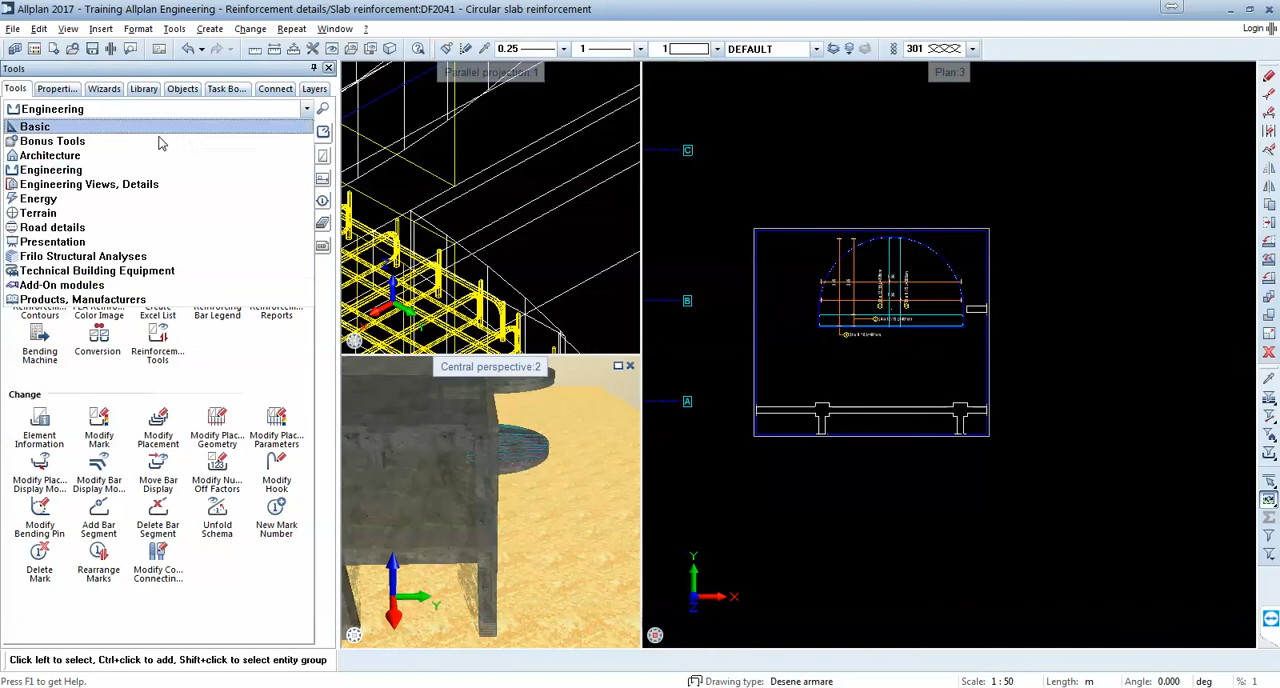 Allplan 2017 - Training Allplan Engineering - Reinforcement details/Slab reinforcement:DF2041 - Circular slab reinforcement
File Edit View Insert Format Tools Create Change Repeat Window ?
Login
0.25 1 1 DEFAULT 301
Tools
Tools Properti... Wizards Library Objects Task Bo... Connect Layers
Engineering
Basic
Bonus Tools
Architecture
Engineering
Engineering Views, Details
Energy
Terrain
Road details
Presentation
Frilo Structural Analyses
Technical Building Equipment
Add-On modules
Products, Manufacturers
Contours Color Image Excel List Bar Legend Reports
Bending Machine
Conversion
Reinforcem... Tools
Change
Element Information
Modify Mark
Modify Placement
Modify Plac... Geometry
Modify Plac... Parameters
Modify Plac... Display Mo...
Modify Bar Display Mo...
Move Bar Display
Modify Nu... Off Factors
Modify Hook
Modify Bending Pin
Add Bar Segment
Delete Bar Segment
Unfold Schema
New Mark Number
Delete Mark
Rearrange Marks
Modify Co... Connectin...
Parallel projection:1
Central perspective:2
Y
Plan:3
C
B
A
Y
X
Z
Click left to select, Ctrl+click to add, Shift+click to select entity group
Press F1 to get Help.
Drawing type: Desene armare
Scale: 1 : 50
Length: m
Angle: 0.000 deg
%: 1